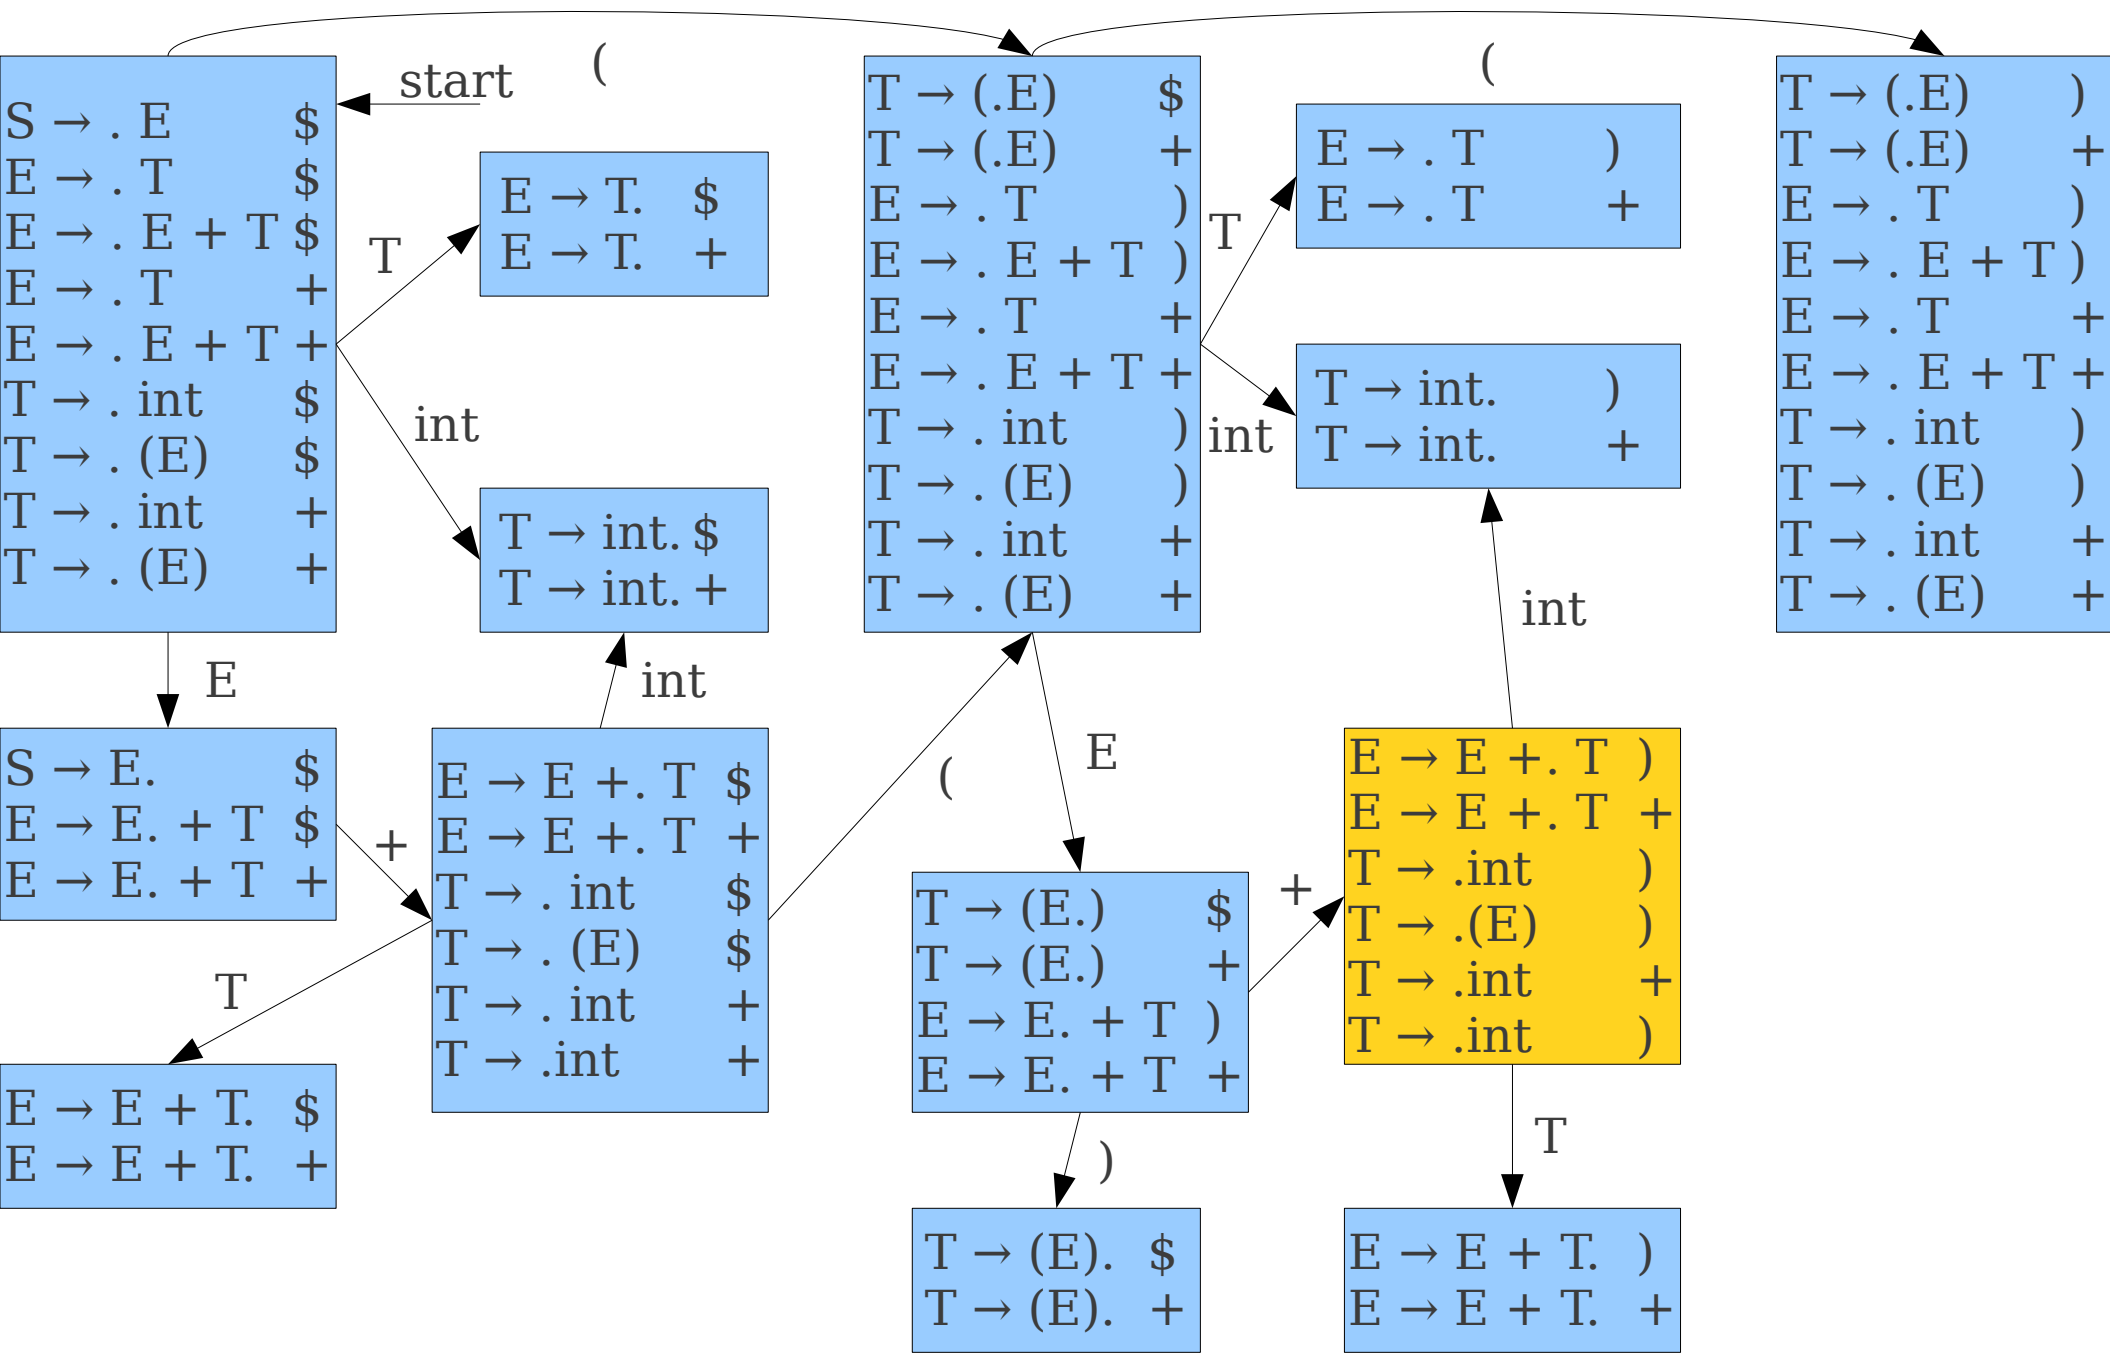 start
(
(
S → . E $
E → . T $
E → . E + T $
E → . T +
E → . E + T +
T → . int $
T → . (E) $
T → . int +
T → . (E) +
T
E → T. $
E → T. +
int
T → int. $
T → int. +
T → (.E) $
T → (.E) +
E → . T )
E → . E + T )
E → . T +
E → . E + T +
T → . int )
T → . (E) )
T → . int +
T → . (E) +
T
E → . T )
E → . T +
int
T → int. )
T → int. +
T → (.E) )
T → (.E) +
E → . T )
E → . E + T )
E → . T +
E → . E + T +
T → . int )
T → . (E) )
T → . int +
T → . (E) +
E
int
(
E
int
S → E. $
E → E. + T $
E → E. + T +
+
E → E +. T $
E → E +. T +
T → . int $
T → . (E) $
T → . int +
T → .int +
T
E → E + T. $
E → E + T. +
T → (E.) $
T → (E.) +
E → E. + T )
E → E. + T +
+
E → E +. T )
E → E +. T +
T → .int )
T → .(E) )
T → .int +
T → .int )
)
T
T → (E). $
T → (E). +
E → E + T. )
E → E + T. +